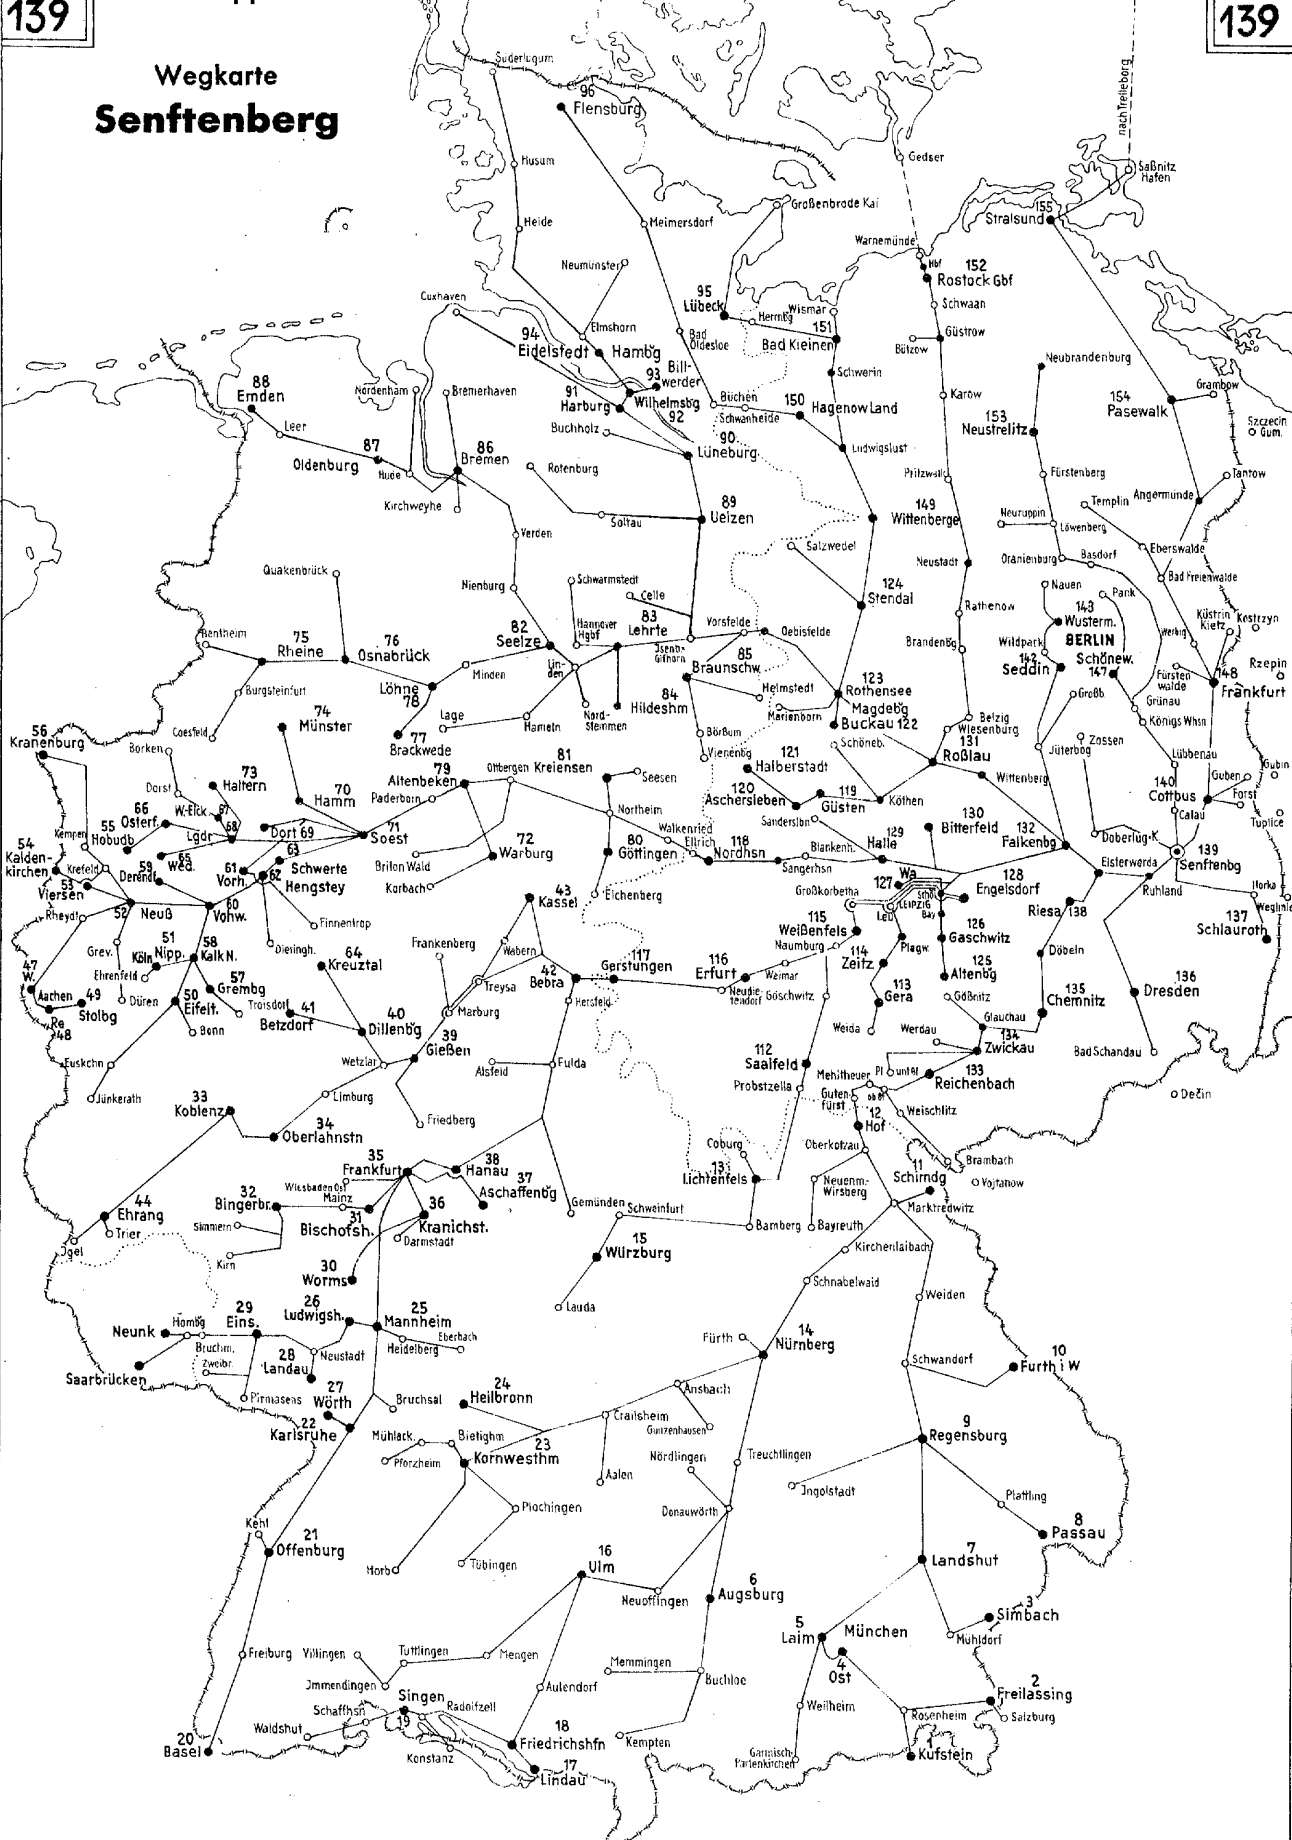 139
139
Wegkarte
Senftenberg
Süderlugum
96
Flensburg
nach Trelleborg
Husum
Gedser
Saßnitz
Hafen
Heide
Meimersdorf
Großenbrode Kai
155
Stralsund
Warnemünde
Hbf
152
Rostock Gbf
Neumünster
Cuxhaven
95
Lübeck
Herrnbg
Wismar
151
Bad Kleinen
Schwaan
Güstrow
Bützow
94
Eidelstedt
Elmshorn
Hambg
Bad
Oldesloe
Neubrandenburg
93
Bill-
werder
Schwerin
88
Emden
Nordenham
Bremerhaven
91
Harburg
Wilhelmsbg
92
Büchen
Schwanheide
150
Hagenow Land
Karow
154
Pasewalk
Grambow
Szczecin
Gum.
Leer
Buchholz
90
Lüneburg
Ludwigslust
153
Neustrelitz
87
Oldenburg
Hude
86
Bremen
Rotenburg
Pritzwalk
Fürstenberg
Tantow
Kirchweyhe
89
Uelzen
Soltau
149
Wittenberge
Templin
Angermünde
Neuruppin
Löwenberg
Verden
Salzwedel
Neustadt
Oranienburg
Basdorf
Eberswalde
Bad Freienwalde
Quakenbrück
Nienburg
Schwarmstedt
Celle
124
Stendal
Nauen
Pank
Rathenow
143
Wusterm.
BERLIN
Küstrin
Kietz
Kostrzyn
Werbig
Bentheim
75
Rheine
76
Osnabrück
82
Seelze
Hannover
Hgbf
83
Lehrte
Vorsfelde
Oebisfelde
Isenb.
Gifhorn
Brandenbg
Wildpark
142
Seddin
Schönew.
147
Fürsten
walde
148
Frankfurt
Rzepin
Minden
Lin-
den
85
Braunschw.
Burgsteinfurt
Löhne
78
Helmstedt
84
Hildeshm
Marienborn
123
Rothensee
Magdebg
Buckau 122
Großb
Grünau
Königs Whsn
74
Münster
Lage
Hameln
Nord-
Stemmen
56
Kranenburg
Coesfeld
77
Brackwede
Börßum
Vienenbg
Schöneb.
Belzig
Wiesenburg
131
Roßlau
Jüterbog
Zossen
Lübbenau
Borken
81
Kreiensen
Ottbergen
79
Altenbeken
121
Halberstadt
Seesen
Wittenberg
140
Cottbus
Guben
Gubin
Forst
Tuplice
Dorst
73
Haltern
70
Hamm
Paderborn
Northeim
120
Aschersleben
119
Güsten
Köthen
Calau
66
Osterf.
W-Eick.
67
68
Lgdr
Dort 69
71
Soest
Sanderslbn
130
Bitterfeld
132
Falkenbg
Doberlug-K.
139
Senftenbg
Kempen
55
Hobudb
54
Kalden-
kirchen
Krefeld
59
Derendf.
65
Wed.
61
Vorh.
63
Schwerte
62
Hengstey
Brilon Wald
72
Warburg
80
Göttingen
Walkenried
Ellrich
118
Nordhsn
Blankenh.
Sangerhsn
129
Halle
Elsterwerda
Ruhland
Horka
Korbach
Eichenberg
Wa
127
Großkorbetha
128
Engelsdorf
Leu
LEIPZIG
Stho
Bay
53
Viersen
Rheydt
52
Neuß
60
Vohw.
43
Kassel
Riesa
138
137
Schlauroth
Finnentrop
Grev.
51
Köln Nipp.
58
Kalk N.
Dieringh.
64
Kreuztal
Frankenberg
Wabern
117
Gerstungen
115
Weißenfels
Naumburg
126
Gaschwitz
Plagw.
Döbeln
47
W.
Ehrenfeld
Düren
57
Grembg
Treysa
42
Bebra
116
Erfurt
Weimar
114
Zeitz
125
Altenbg
136
Dresden
Aachen
Re
48
49
Stolbg
50
Eifelt.
Troisdorf
41
Betzdorf
Marburg
Hersfeld
Neudie-
tendorf
Göschwitz
113
Gera
Gößnitz
135
Chemnitz
Bonn
40
Dillenbg
39
Gießen
Weida
Werdau
Glauchau
134
Zwickau
Bad Schandau
Euskchn
Wetzlar
Alsfeld
Fulda
112
Saalfeld
Probstzella
Mehltheuer
Pl
unter
133
Reichenbach
Děčin
Jünkerath
33
Koblenz
Limburg
Friedberg
Guten
fürst
ob Bf
Weischlitz
34
Oberlahnstn
12
Hof
Oberkotzau
Brambach
Vojtanow
35
Frankfurt
38
Hanau
37
Aschaffenbg
Coburg
13
Lichtenfels
Neuenm.-
Wirsberg
11
Schirndg
Wiesbaden Ost
Mainz
44
Ehrang
Trier
32
Bingerbr.
31
Bischofsh.
36
Kranichst.
Darmstadt
Gemünden
Schweinfurt
Bamberg
Bayreuth
Marktredwitz
Simmern
Igel
Kirn
15
Würzburg
Kirchenlaibach
30
Worms
Schnabelwaid
Lauda
Weiden
Neunk
Hombg
29
Eins.
26
Ludwigsh.
25
Mannheim
Heidelberg
Eberbach
Fürth
14
Nürnberg
Bruchm.
Zweibr.
28
Landau
Neustadt
Schwandorf
10
Furth i W
Saarbrücken
Pirmasens
27
Wörth
Bruchsal
24
Heilbronn
Ansbach
22
Karlsruhe
Crailsheim
Gunzenhausen
9
Regensburg
Mühlack.
Bietighm
Pforzheim
23
Kornwesthm
Aalen
Nördlingen
Treuchtlingen
Ingolstadt
Plattling
Plochingen
Donauwörth
8
Passau
Kehl
21
Offenburg
Horb
Tübingen
16
Ulm
Neuoffingen
6
Augsburg
7
Landshut
3
Simbach
Mühldorf
5
Laim
München
4
Ost
Freiburg
Villingen
Tuttlingen
Mengen
Memmingen
Buchloe
Immendingen
Aulendorf
2
Freilassing
Salzburg
Schaffhsn
Singen
19
Radolfzell
Weilheim
Rosenheim
Waldshut
20
Basel
Konstanz
18
Friedrichshfn
Kempten
Garmisch-
Partenkirchen
1
Kufstein
17
Lindau